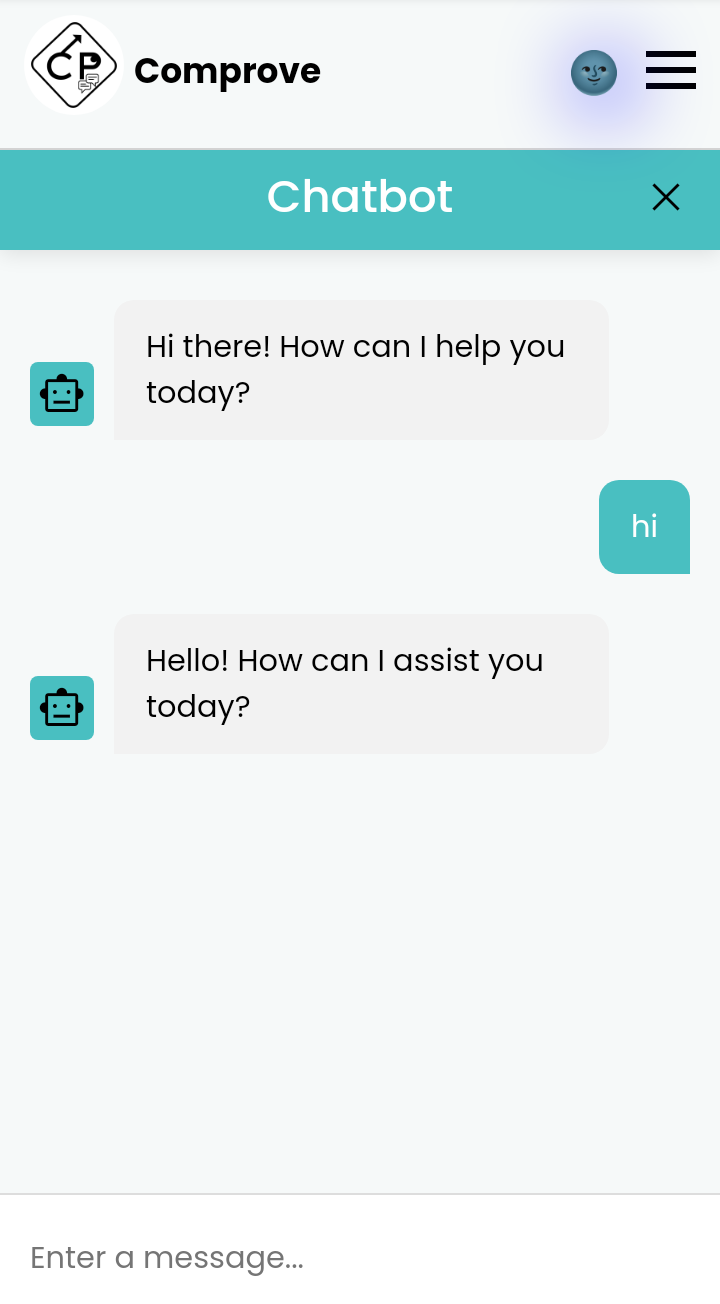 CP
Comprove
Chatbot
Hi there! How can I help you
today?
hi
Hello! How can I assist you
today?
Enter a message...